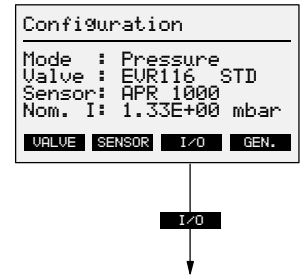 Configuration
Mode : Pressure
Valve : EVR116 STD
Sensor: APR 1000
Nom. I: 1.33E+00 mbar
VALVE SENSOR I/O GEN.
I/O